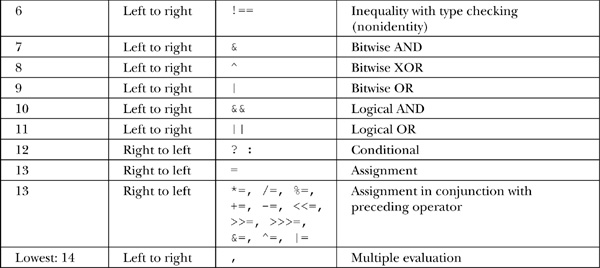 6 Left to right !== Inequality with type checking
(nonidentity)
7 Left to right & Bitwise AND
8 Left to right ^ Bitwise XOR
9 Left to right | Bitwise OR
10 Left to right && Logical AND
11 Left to right || Logical OR
12 Right to left ? : Conditional
13 Right to left = Assignment
13 Right to left *=, /=, %=, Assignment in conjunction with
+=, -=, <<=, preceding operator
>>=, >>>=,
&=, ^=, |=
Lowest: 14 Left to right , Multiple evaluation